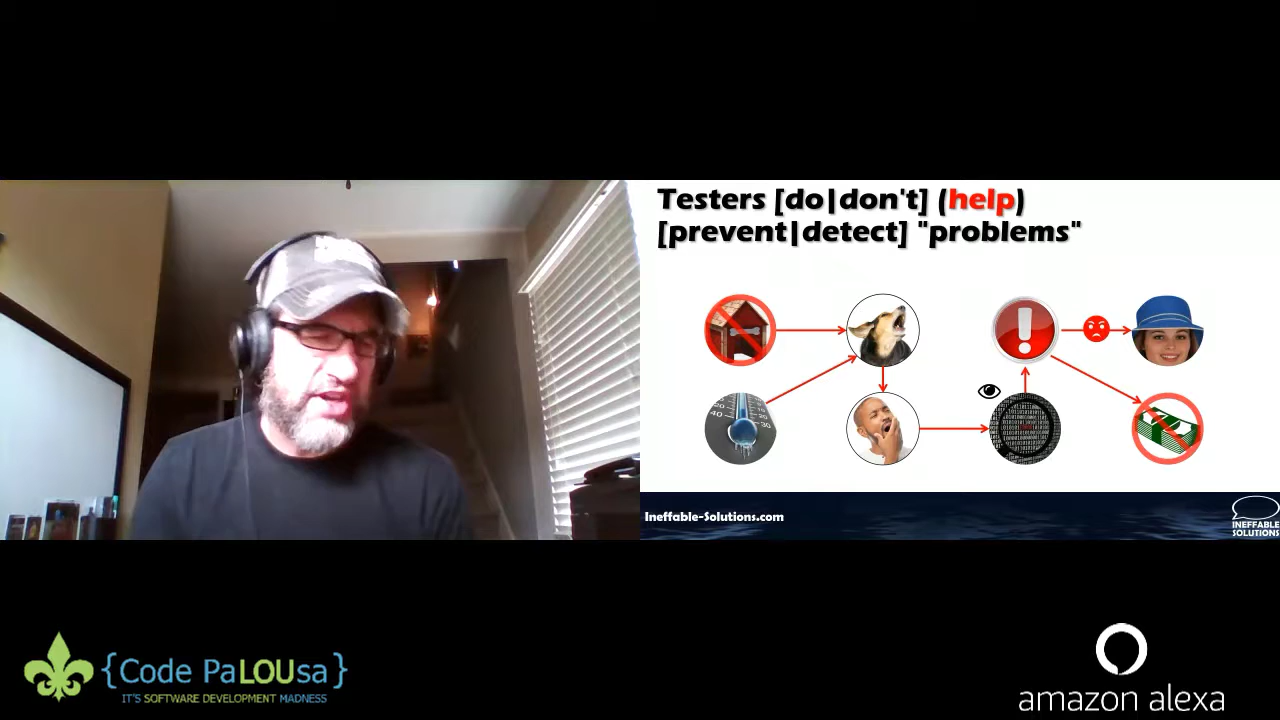 Testers [do|don't] (help)
[prevent|detect] "problems"
Ineffable-Solutions.com
INEFFABLE
SOLUTIONS
{Code PaLOUsa}
IT'S SOFTWARE DEVELOPMENT MADNESS
amazon alexa